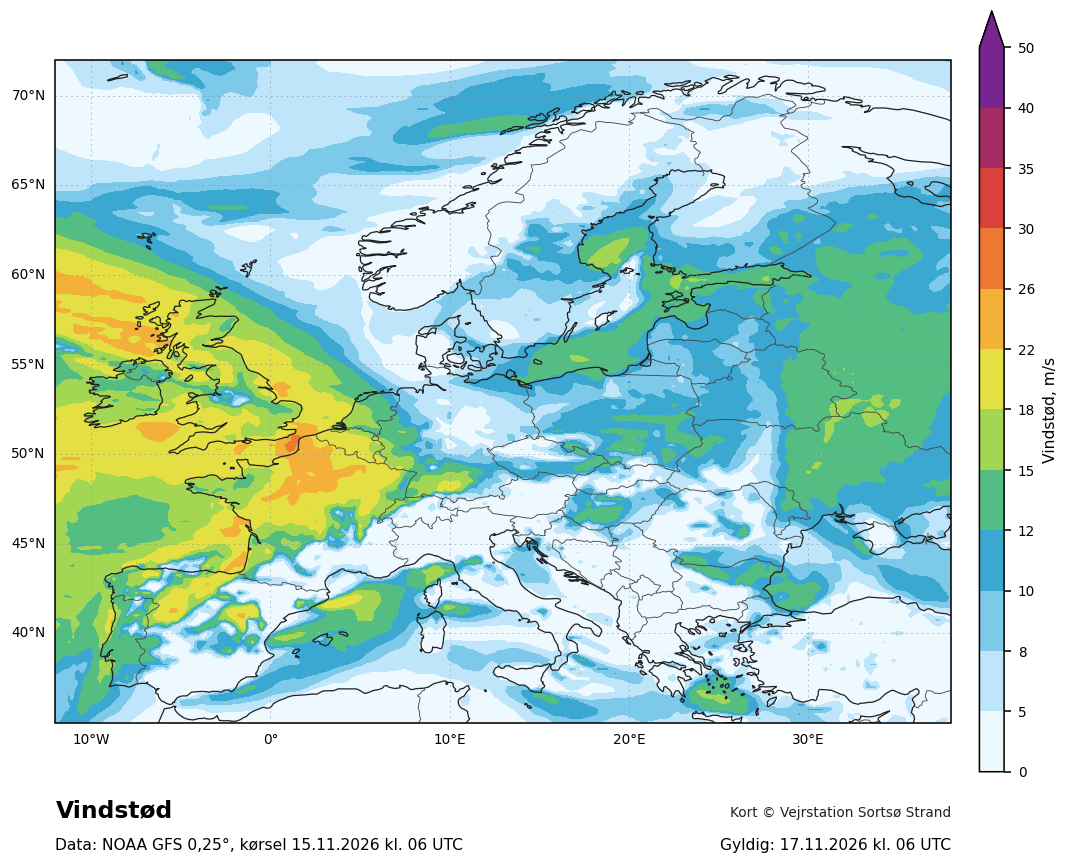 70°N
65°N
60°N
55°N
50°N
45°N
40°N
10°W
0°
10°E
20°E
30°E
50
40
35
30
26
22
18
15
12
10
8
5
0
Vindstød, m/s
Vindstød
Kort © Vejrstation Sortsø Strand
Data: NOAA GFS 0,25°, kørsel 15.11.2026 kl. 06 UTC
Gyldig: 17.11.2026 kl. 06 UTC